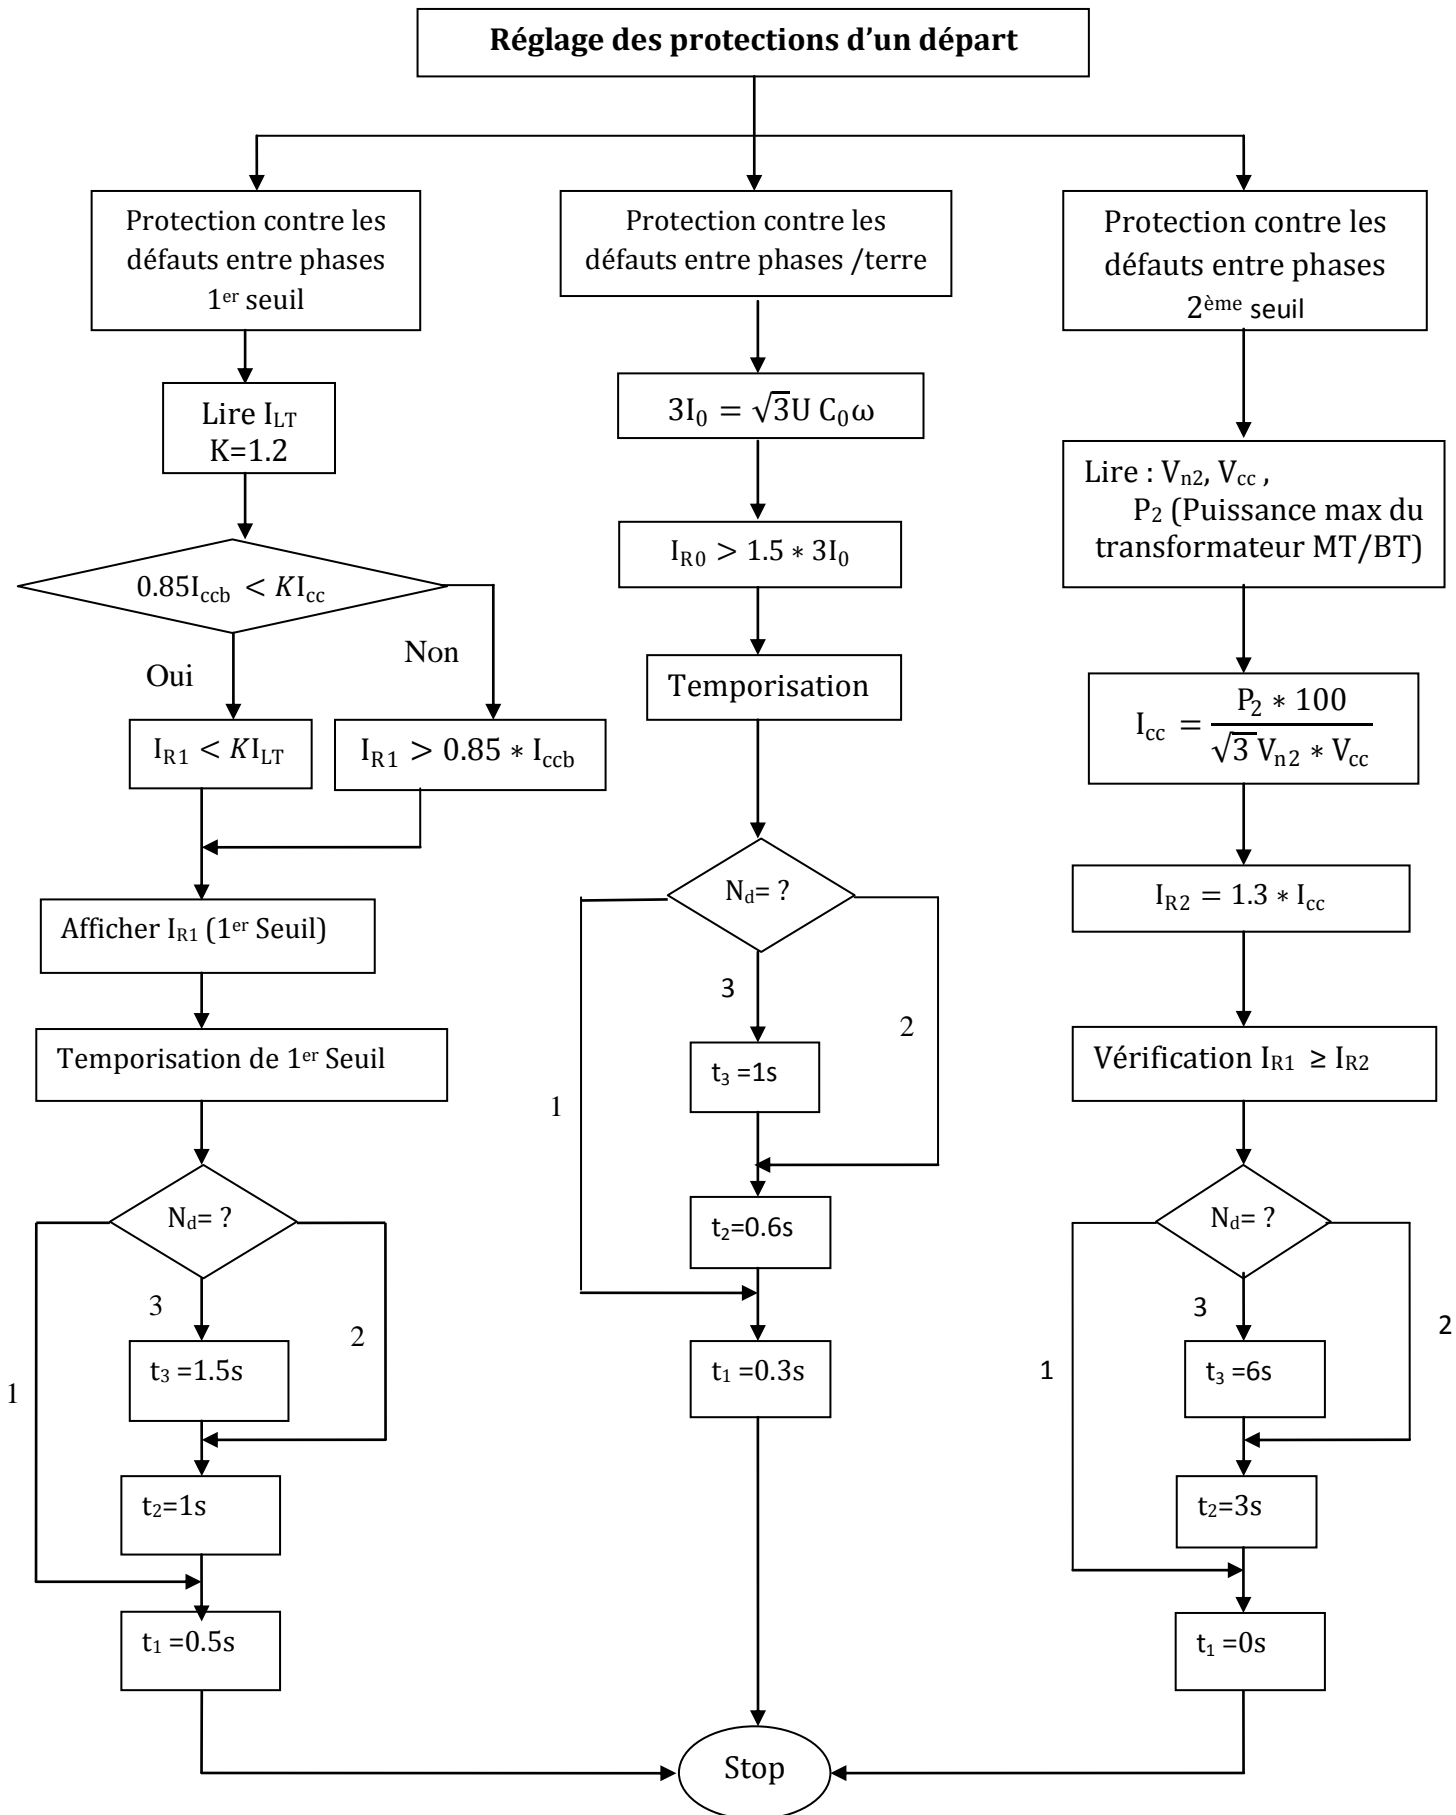 Réglage des protections d’un départ
Protection contre les
défauts entre phases
1er seuil
Lire ILT
K=1.2
0.85Iccb < KIcc
Oui
Non
IR1 < KILT
IR1 > 0.85 ∗ Iccb
Afficher IR1 (1er Seuil)
Temporisation de 1er Seuil
Nd= ?
1
3
2
t3 =1.5s
t2=1s
t1 =0.5s
Protection contre les
défauts entre phases /terre
3I0 = √3U C0ω
IR0 > 1.5 ∗ 3I0
Temporisation
Nd= ?
1
3
2
t3 =1s
t2=0.6s
t1 =0.3s
Protection contre les
défauts entre phases
2ème seuil
Lire : Vn2, Vcc ,
P2 (Puissance max du
transformateur MT/BT)
Icc = P2 ∗ 100 / √3 Vn2 ∗ Vcc
IR2 = 1.3 ∗ Icc
Vérification IR1 ≥ IR2
Nd= ?
1
3
2
t3 =6s
t2=3s
t1 =0s
Stop